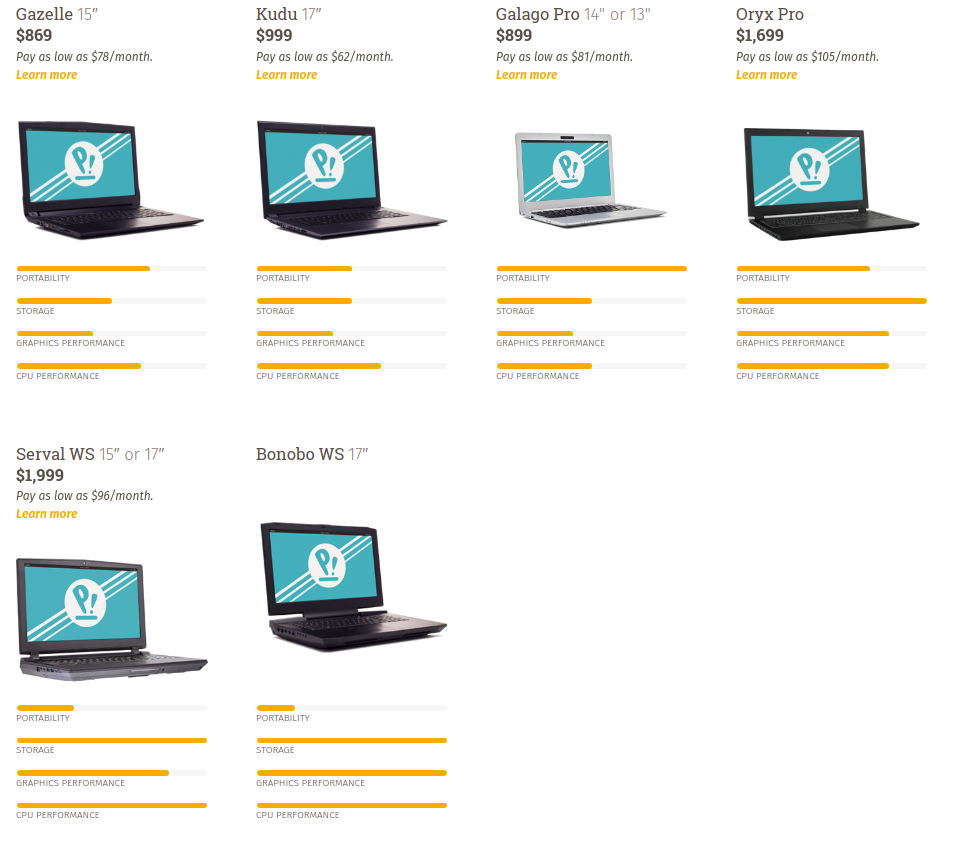 Gazelle 15″
$869
Pay as low as $78/month.
Learn more
PORTABILITY
STORAGE
GRAPHICS PERFORMANCE
CPU PERFORMANCE
Kudu 17″
$999
Pay as low as $62/month.
Learn more
PORTABILITY
STORAGE
GRAPHICS PERFORMANCE
CPU PERFORMANCE
Galago Pro 14" or 13"
$899
Pay as low as $81/month.
Learn more
PORTABILITY
STORAGE
GRAPHICS PERFORMANCE
CPU PERFORMANCE
Oryx Pro
$1,699
Pay as low as $105/month.
Learn more
PORTABILITY
STORAGE
GRAPHICS PERFORMANCE
CPU PERFORMANCE
Serval WS 15″ or 17″
$1,999
Pay as low as $96/month.
Learn more
PORTABILITY
STORAGE
GRAPHICS PERFORMANCE
CPU PERFORMANCE
Bonobo WS 17″
PORTABILITY
STORAGE
GRAPHICS PERFORMANCE
CPU PERFORMANCE